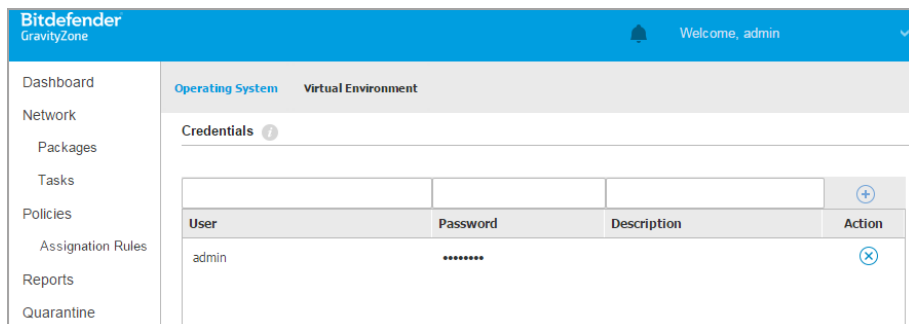 Bitdefender
GravityZone
Welcome, admin
Dashboard
Network
Packages
Tasks
Policies
Assignation Rules
Reports
Quarantine
Operating System Virtual Environment
Credentials i
User Password Description Action
admin ••••••••